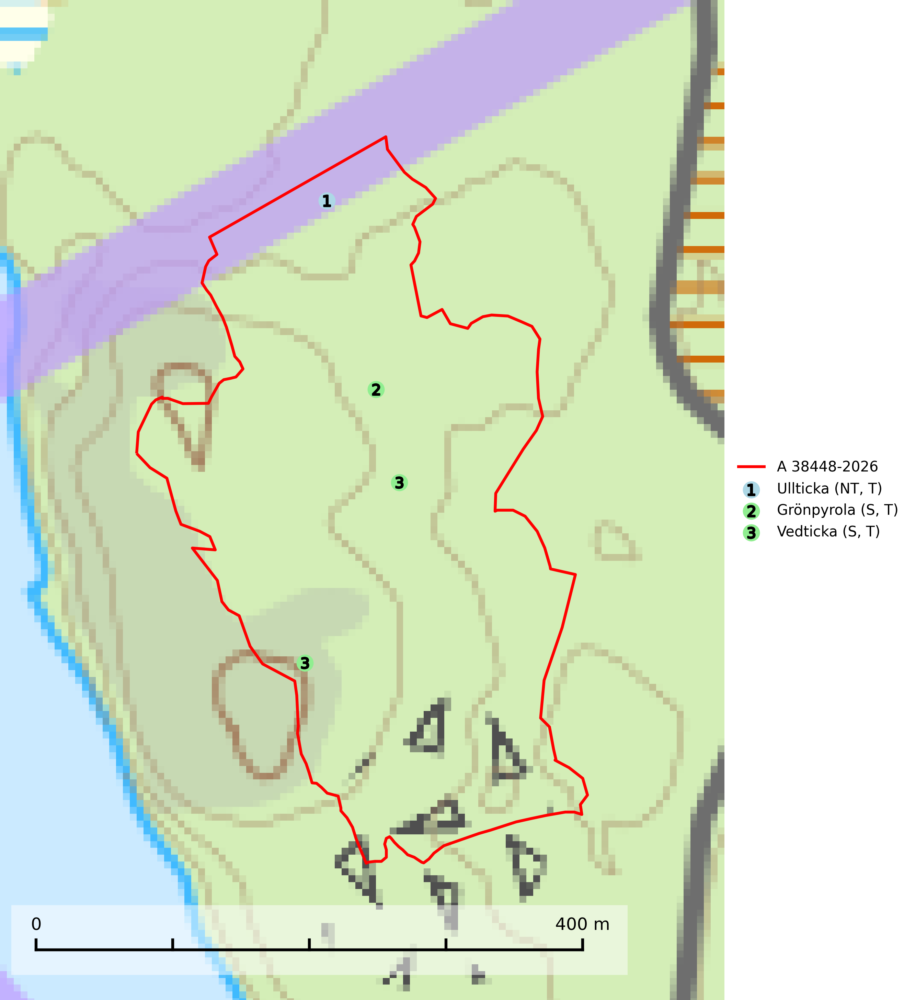 1
2
3
3
A 38448-2026
1 Ullticka (NT, T)
2 Grönpyrola (S, T)
3 Vedticka (S, T)
0 400 m